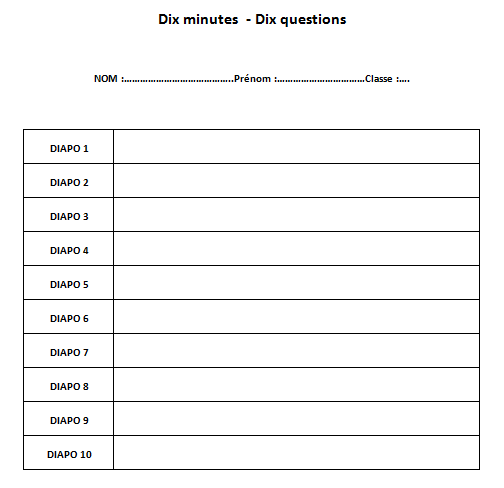 Dix minutes - Dix questions
NOM :……………………………………Prénom :……………………………Classe :….
DIAPO 1
DIAPO 2
DIAPO 3
DIAPO 4
DIAPO 5
DIAPO 6
DIAPO 7
DIAPO 8
DIAPO 9
DIAPO 10